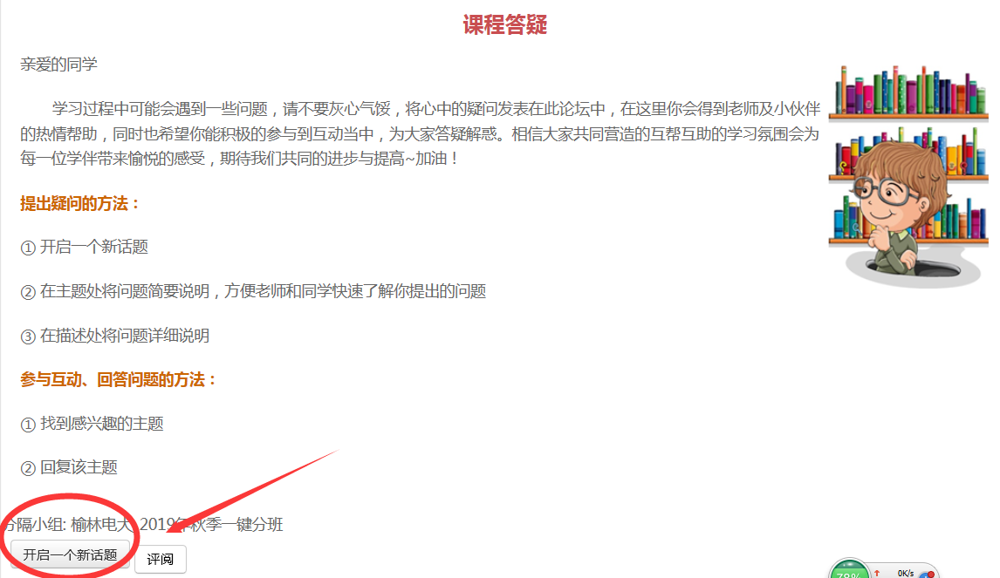 课程答疑
亲爱的同学
学习过程中可能会遇到一些问题，请不要灰心气馁，将心中的疑问发表在此论坛中，在这里你会得到老师及小伙伴
的热情帮助，同时也希望你能积极的参与到互动当中，为大家答疑解惑。相信大家共同营造的互帮互助的学习氛围会为
每一位学伴带来愉悦的感受，期待我们共同的进步与提高~加油！
提出疑问的方法：
① 开启一个新话题
② 在主题处将问题简要说明，方便老师和同学快速了解你提出的问题
③ 在描述处将问题详细说明
参与互动、回答问题的方法：
① 找到感兴趣的主题
② 回复该主题
分隔小组: 榆林电大_2019年秋季一键分班
开启一个新话题 评阅
78% 0K/s